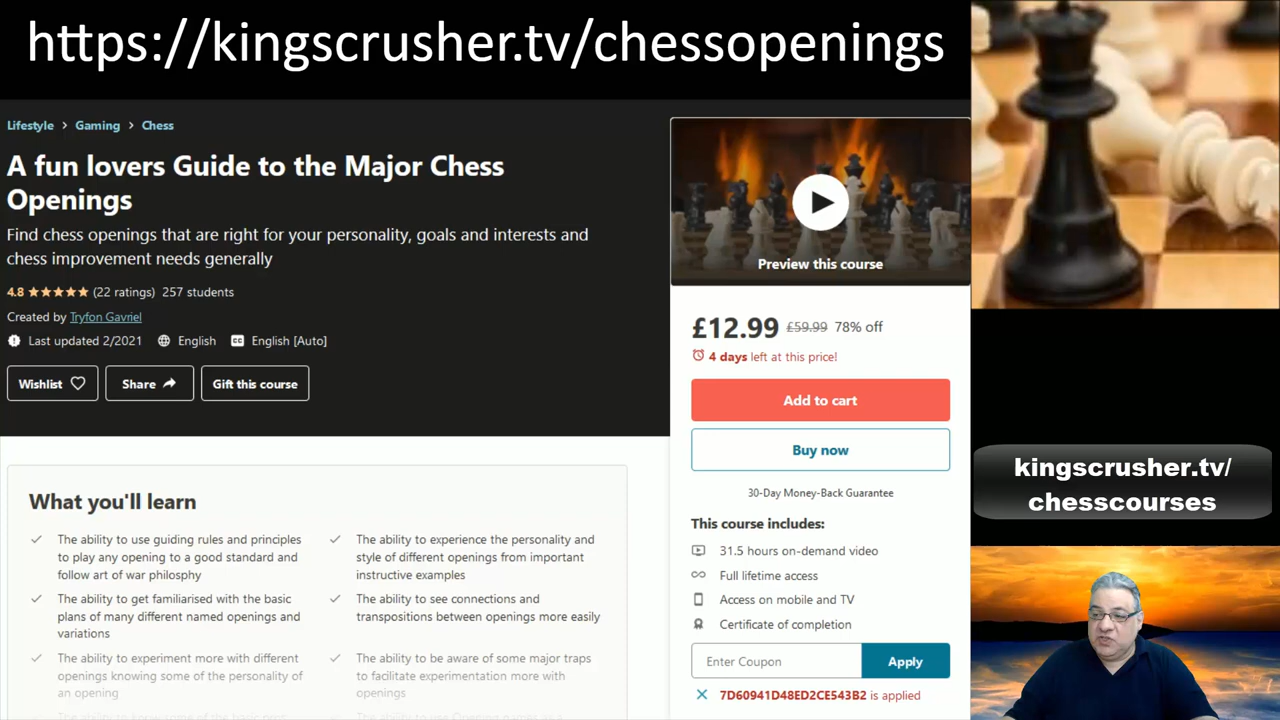 https://kingscrusher.tv/chessopenings
Lifestyle > Gaming > Chess
A fun lovers Guide to the Major Chess
Openings
Find chess openings that are right for your personality, goals and interests and
chess improvement needs generally
4.8 ★★★★★ (22 ratings) 257 students
Created by Tryfon Gavriel
Last updated 2/2021 English English [Auto]
Wishlist Share Gift this course
What you'll learn
The ability to use guiding rules and principles
to play any opening to a good standard and
follow art of war philosphy
The ability to get familiarised with the basic
plans of many different named openings and
variations
The ability to experiment more with different
openings knowing some of the personality of
an opening
The ability to experience the personality and
style of different openings from important
instructive examples
The ability to see connections and
transpositions between openings more easily
The ability to be aware of some major traps
to facilitate experimentation more with
openings
Preview this course
£12.99 £59.99 78% off
4 days left at this price!
Add to cart
Buy now
30-Day Money-Back Guarantee
This course includes:
31.5 hours on-demand video
Full lifetime access
Access on mobile and TV
Certificate of completion
Enter Coupon Apply
7D60941D48ED2CE543B2 is applied
kingscrusher.tv/
chesscourses